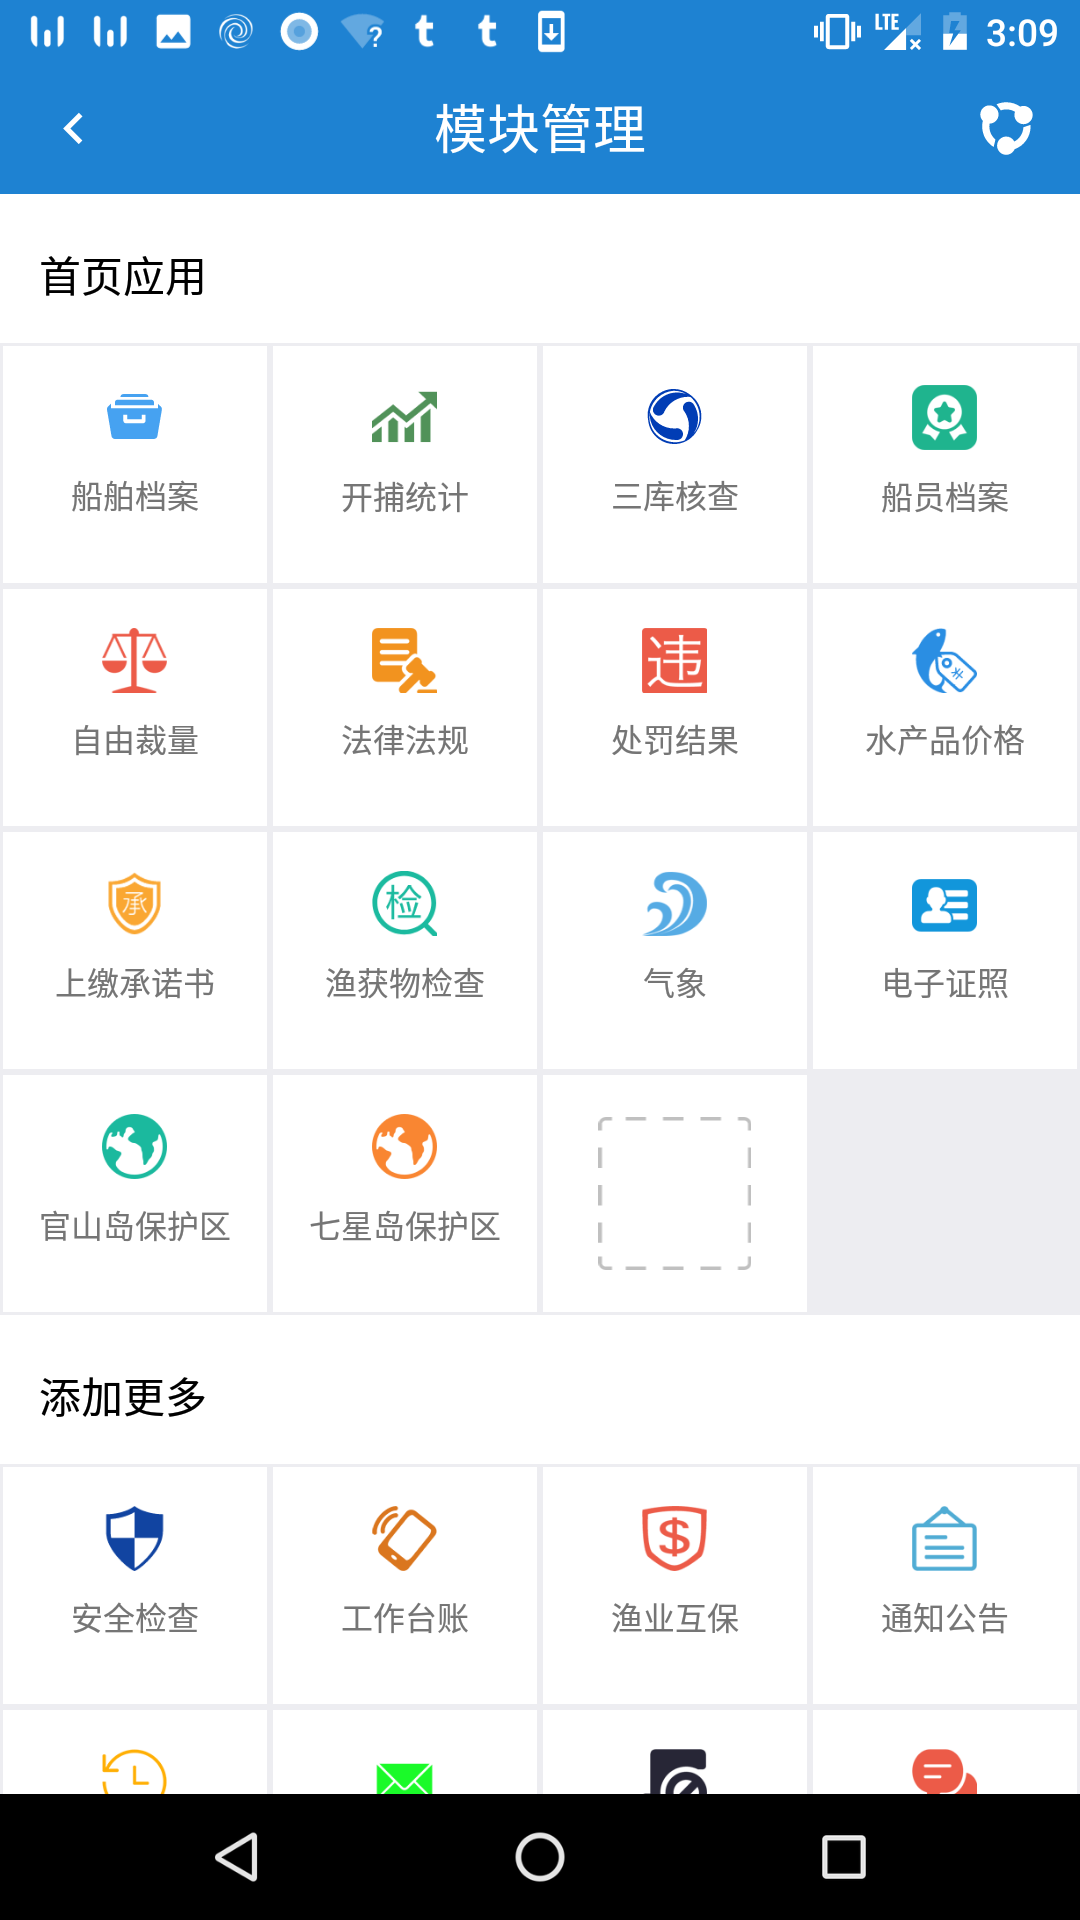 LTE 3:09
模块管理
首页应用
船舶档案 开捕统计 三库核查 船员档案
违
自由裁量 法律法规 处罚结果 水产品价格
承 检
上缴承诺书 渔获物检查 气象 电子证照
官山岛保护区 七星岛保护区
添加更多
安全检查 工作台账 渔业互保 通知公告